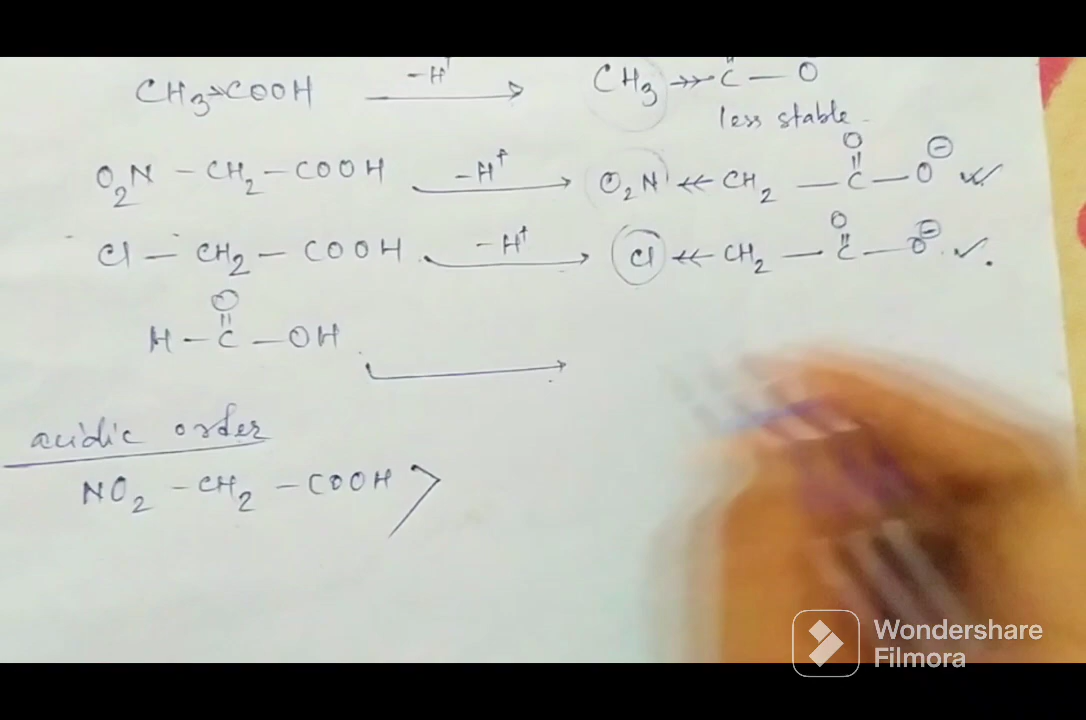 CH3→COOH —-H+→ CH3 ↠ C̈ — O
less stable
O2N — CH2 — COOH —-H+→ O2N ↞ CH2 — C(=O) — O⊖ ✓✓
Cl — CH2 — COOH —-H+→ Cl ↞ CH2 — C(=O) — O⊖ ✓.
O
||
H — C — OH ⟶
acidic order
NO2 — CH2 — COOH >
Wondershare
Filmora